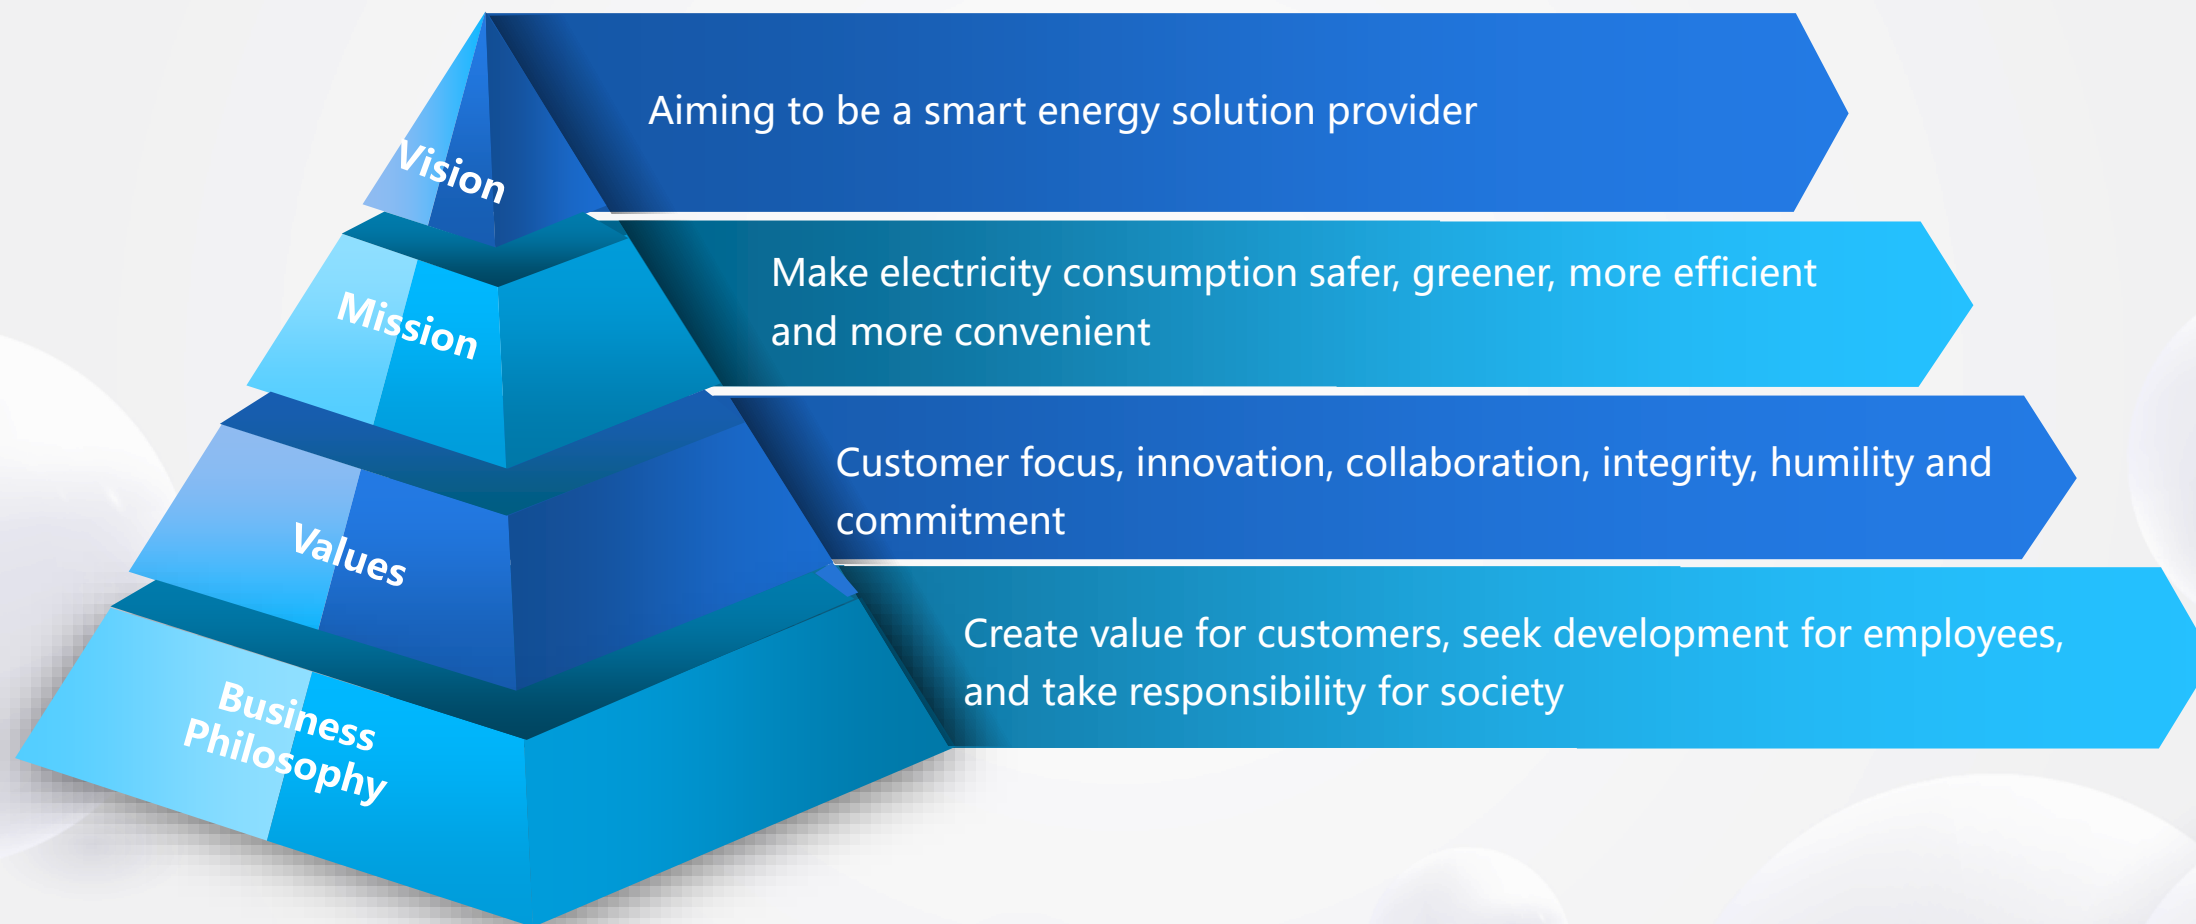 Vision
Aiming to be a smart energy solution provider
Mission
Make electricity consumption safer, greener, more efficient
and more convenient
Values
Customer focus, innovation, collaboration, integrity, humility and
commitment
Business
Philosophy
Create value for customers, seek development for employees,
and take responsibility for society